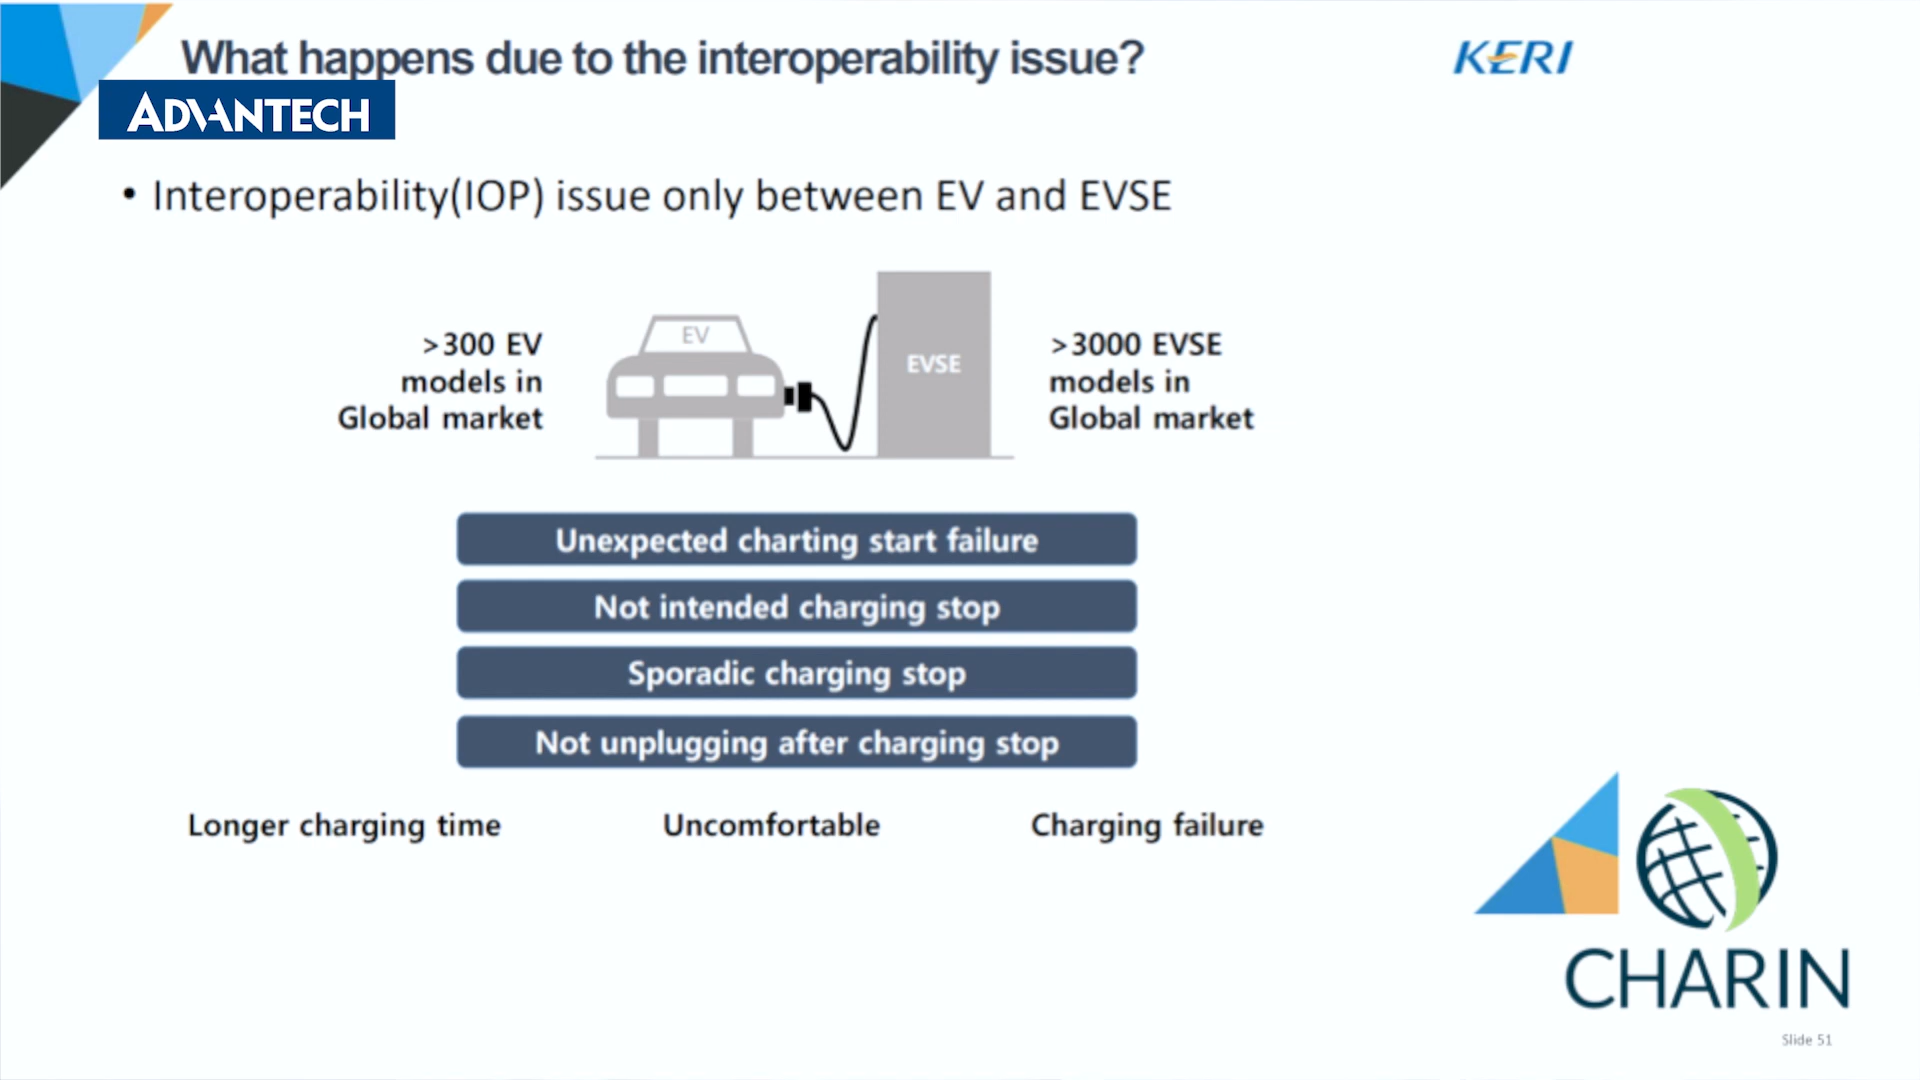 What happens due to the interoperability issue?
KERI
ADVANTECH
• Interoperability(IOP) issue only between EV and EVSE
>300 EV
models in
Global market
EV
EVSE
>3000 EVSE
models in
Global market
Unexpected charting start failure
Not intended charging stop
Sporadic charging stop
Not unplugging after charging stop
Longer charging time
Uncomfortable
Charging failure
CHARIN
Slide 51